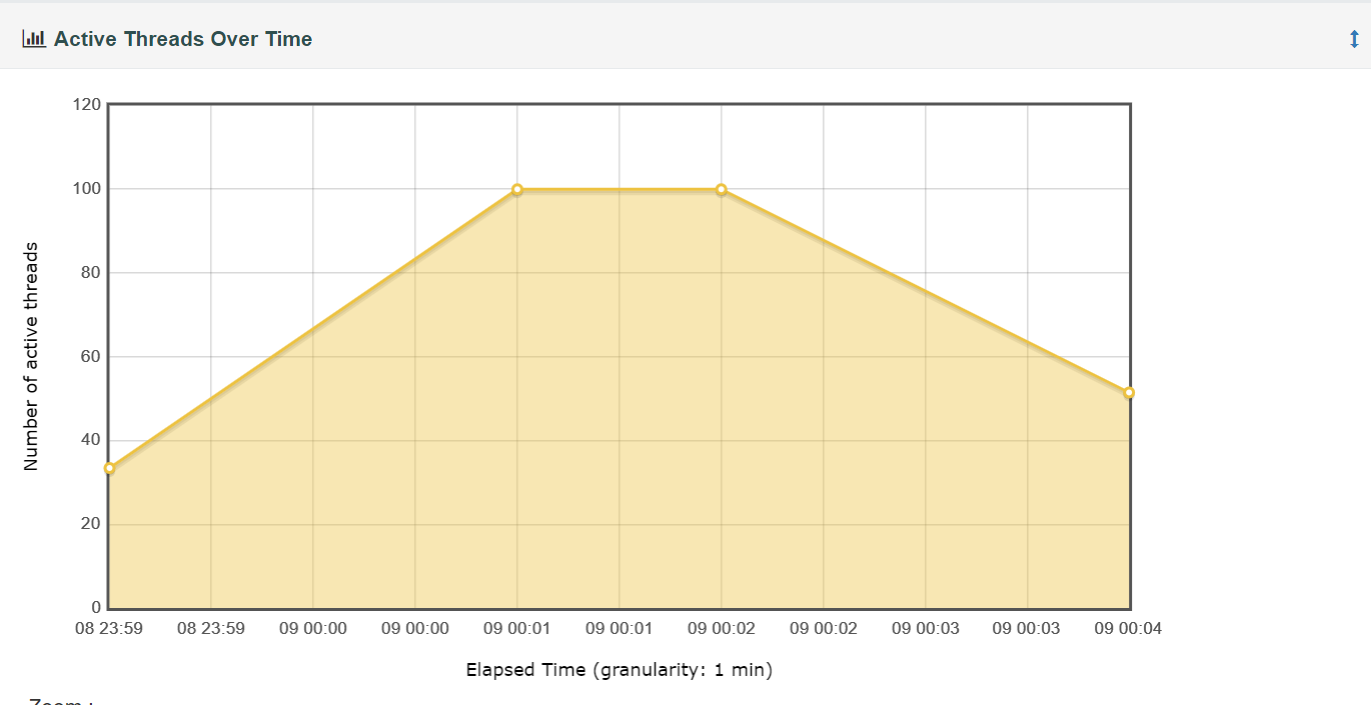 Active Threads Over Time
120
100
80
60
40
20
0
Number of active threads
08 23:59 08 23:59 09 00:00 09 00:00 09 00:01 09 00:01 09 00:02 09 00:02 09 00:03 09 00:03 09 00:04
Elapsed Time (granularity: 1 min)